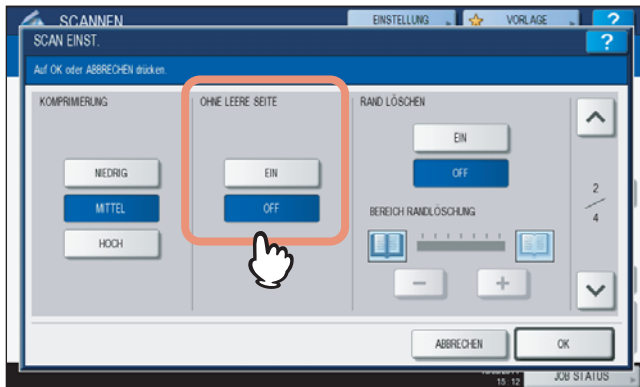 SCANNEN
EINSTELLUNG
VORLAGE
?
SCAN EINST.
?
Auf OK oder ABBRECHEN drücken.
KOMPRIMIERUNG
NIEDRIG
MITTEL
HOCH
OHNE LEERE SEITE
EIN
OFF
RAND LÖSCHEN
EIN
OFF
BEREICH RANDLÖSCHUNG
−
+
2
4
ABBRECHEN
OK
15:12
JOB STATUS